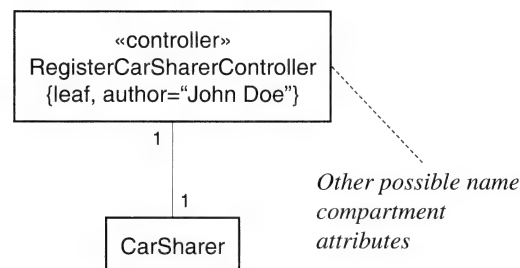 «controller»
RegisterCarSharerController
{leaf, author=“John Doe”}
1
1
Other possible name
compartment
attributes
CarSharer